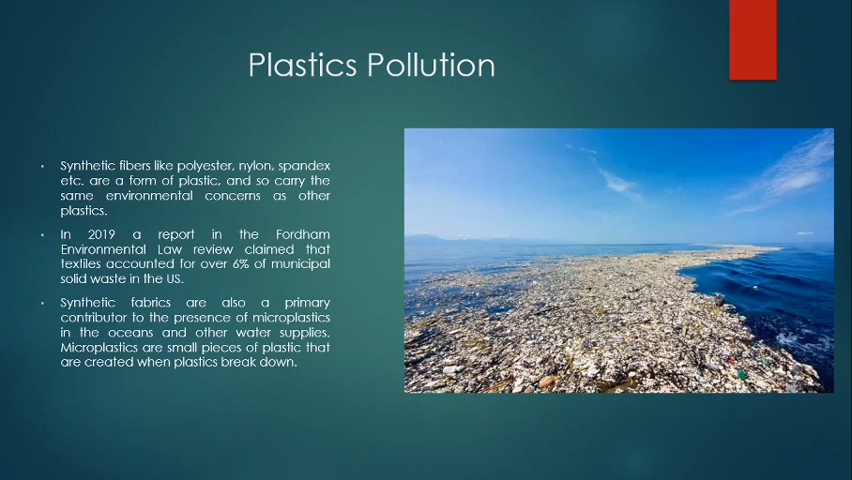 Plastics Pollution
Synthetic fibers like polyester, nylon, spandex
etc. are a form of plastic, and so carry the
same environmental concerns as other
plastics.
In 2019 a report in the Fordham
Environmental Law review claimed that
textiles accounted for over 6% of municipal
solid waste in the US.
Synthetic fabrics are also a primary
contributor to the presence of microplastics
in the oceans and other water supplies.
Microplastics are small pieces of plastic that
are created when plastics break down.